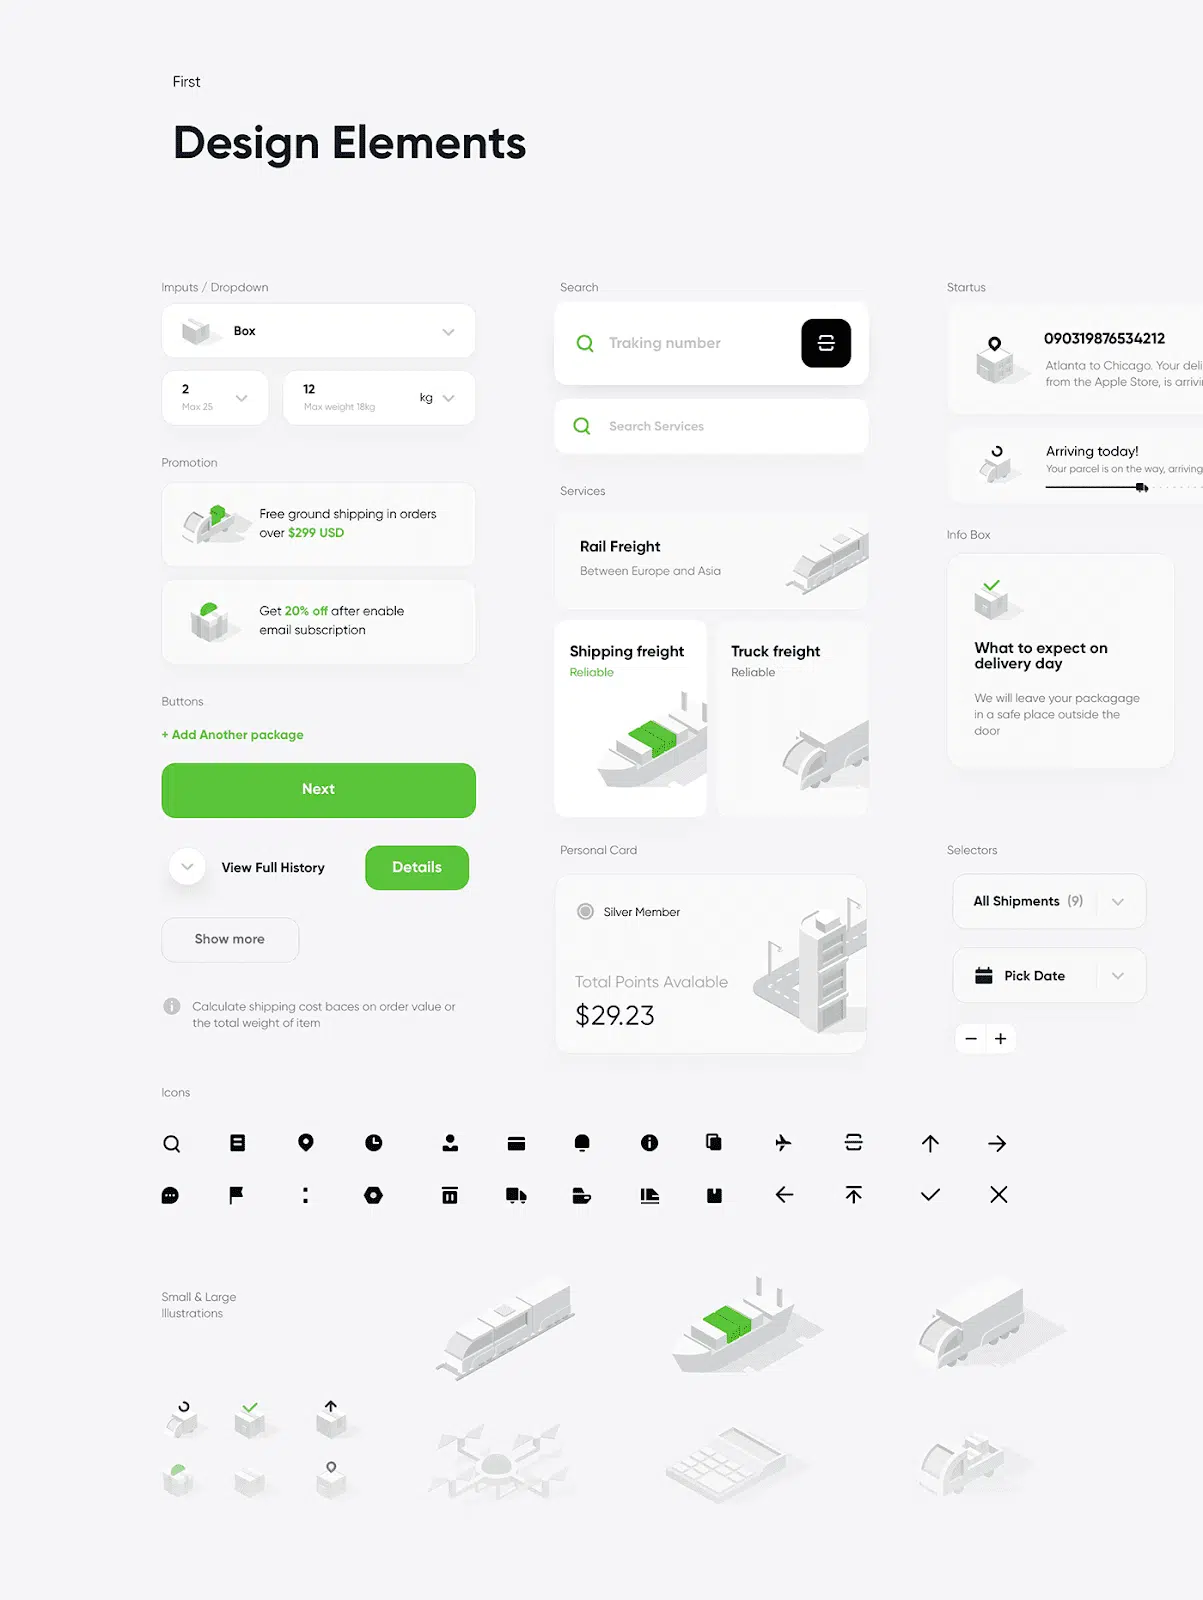 First
Design Elements
Imputs / Dropdown
Box
2
Max 25
12
Max weight 18kg
kg
Promotion
Free ground shipping in orders
over $299 USD
Get 20% off after enable
email subscription
Buttons
+ Add Another package
Next
View Full History
Details
Show more
Calculate shipping cost baces on order value or
the total weight of item
Search
Traking number
Search Services
Services
Rail Freight
Between Europe and Asia
Shipping freight
Reliable
Truck freight
Reliable
Personal Card
Silver Member
Total Points Avalable
$29.23
Startus
090319876534212
Atlanta to Chicago. Your deli
from the Apple Store, is arrivi
Arriving today!
Your parcel is on the way, arriving
Info Box
What to expect on
delivery day
We will leave your packagage
in a safe place outside the
door
Selectors
All Shipments (9)
Pick Date
Icons
Small & Large
Illustrations